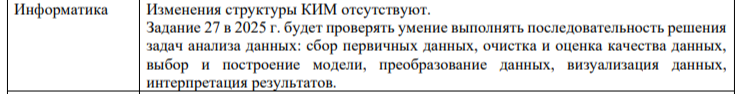 Информатика
Изменения структуры КИМ отсутствуют.
Задание 27 в 2025 г. будет проверять умение выполнять последовательность решения
задач анализа данных: сбор первичных данных, очистка и оценка качества данных,
выбор и построение модели, преобразование данных, визуализация данных,
интерпретация результатов.